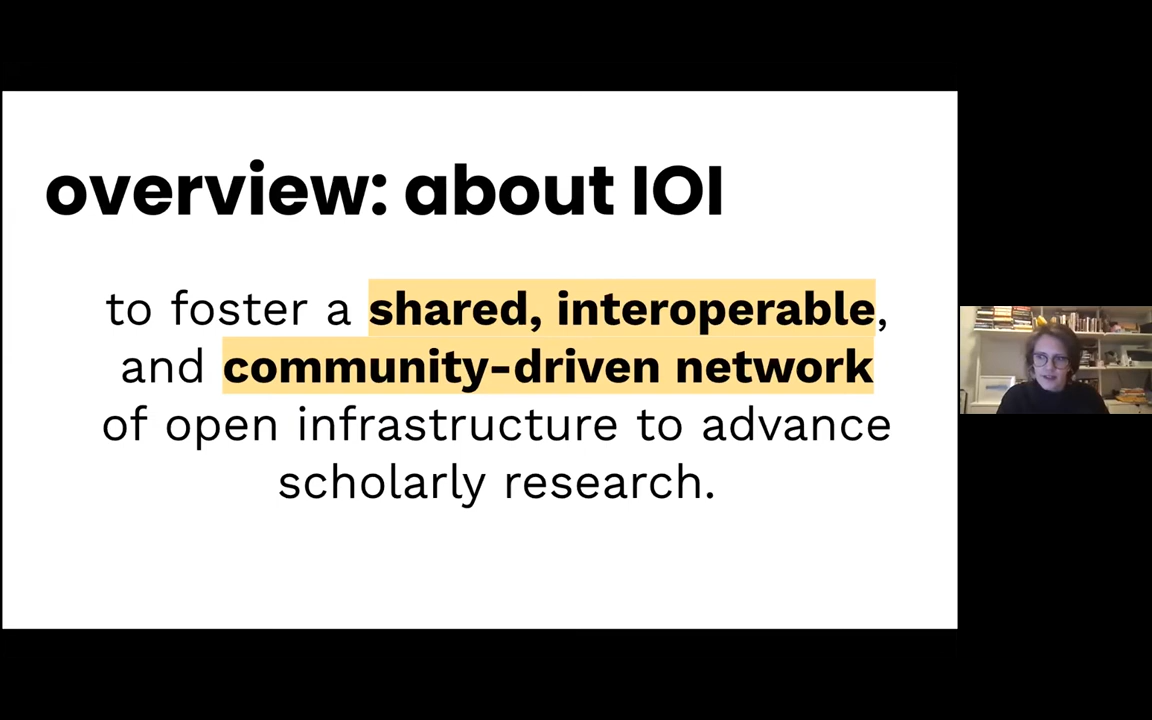 overview: about IOI
to foster a shared, interoperable,
and community-driven network
of open infrastructure to advance
scholarly research.